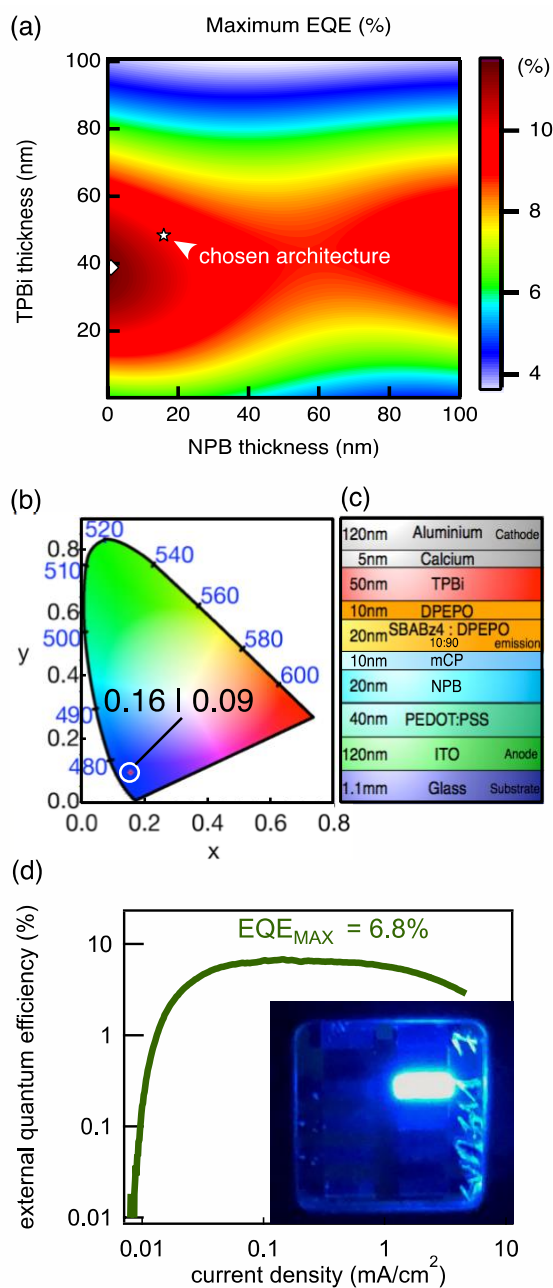 (a)
Maximum EQE (%)
100
80
60
40
20
TPBi thickness (nm)
chosen architecture
0
20
40
60
80
100
NPB thickness (nm)
(%)
10
8
6
4
(b)
520
540
510
560
500
580
600
490
480
0.8
0.6
y
0.4
0.2
0.0
0.16 | 0.09
0.0
0.2
0.4
0.6
0.8
x
(c)
120nm Aluminium Cathode
5nm Calcium
50nm TPBi
10nm DPEPO
20nm SBABz4 : DPEPO
10:90 emission
10nm mCP
20nm NPB
40nm PEDOT:PSS
120nm ITO Anode
1.1mm Glass Substrate
(d)
EQEMAX = 6.8%
external quantum efficiency (%)
10
1
0.1
0.01
0.01
0.1
1
10
current density (mA/cm²)